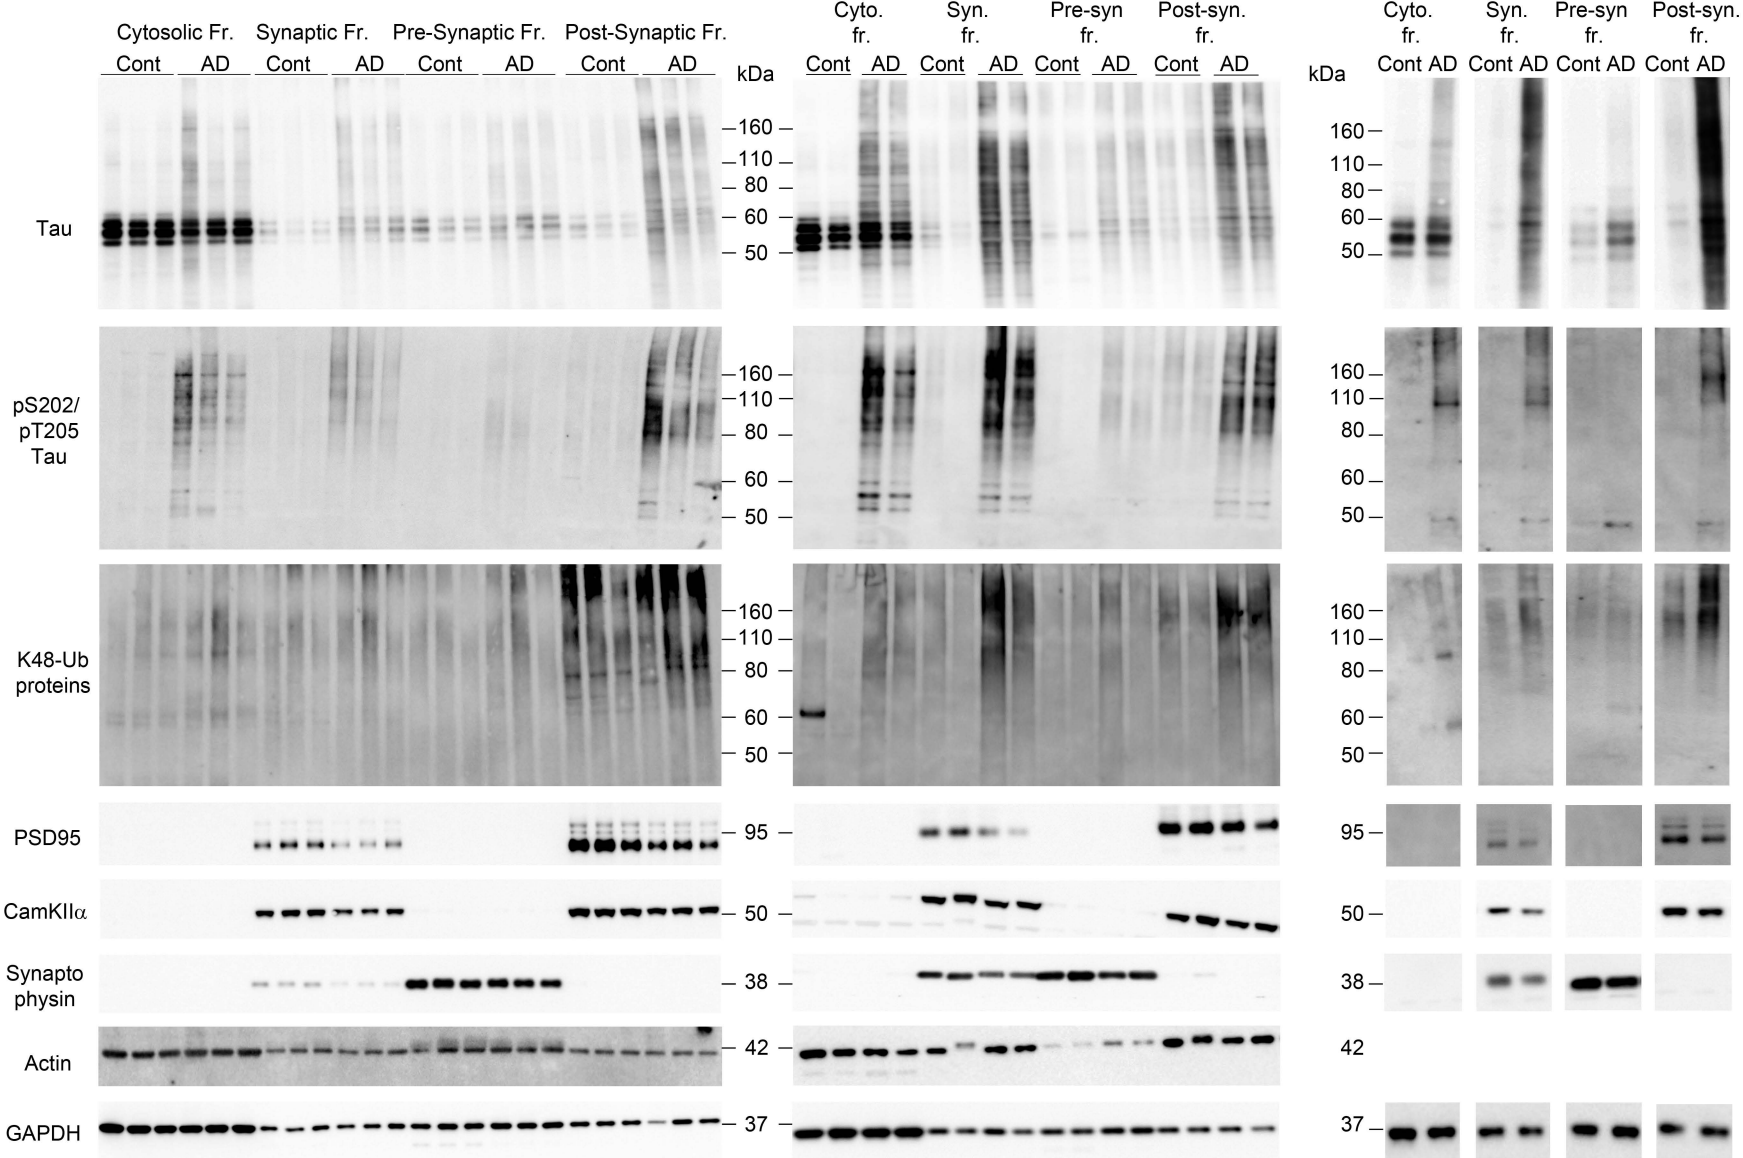 Cytosolic Fr. Synaptic Fr. Pre-Synaptic Fr. Post-Synaptic Fr.
Cont AD Cont AD Cont AD Cont AD
kDa
Cyto. fr. Syn. fr. Pre-syn fr. Post-syn. fr.
Cont AD Cont AD Cont AD Cont AD
kDa
Cyto. fr. Syn. fr. Pre-syn fr. Post-syn. fr.
Cont AD Cont AD Cont AD Cont AD
Tau
160
110
80
60
50
160
110
80
60
50
pS202/
pT205
Tau
160
110
80
60
50
160
110
80
60
50
K48-Ub
proteins
160
110
80
60
50
160
110
80
60
50
PSD95
95
95
CamKIIα
50
50
Synapto
physin
38
38
Actin
42
42
GAPDH
37
37